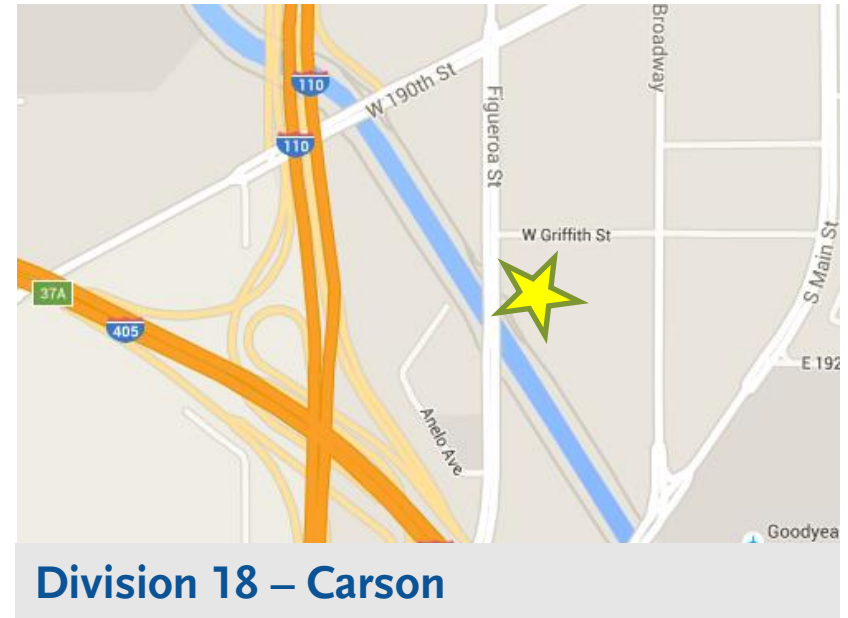 Broadway
110
W 190th St
Figueroa St
110
W Griffith St
S Main St
37A
405
E 192
Anelo Ave
Goodyea
Division 18 – Carson